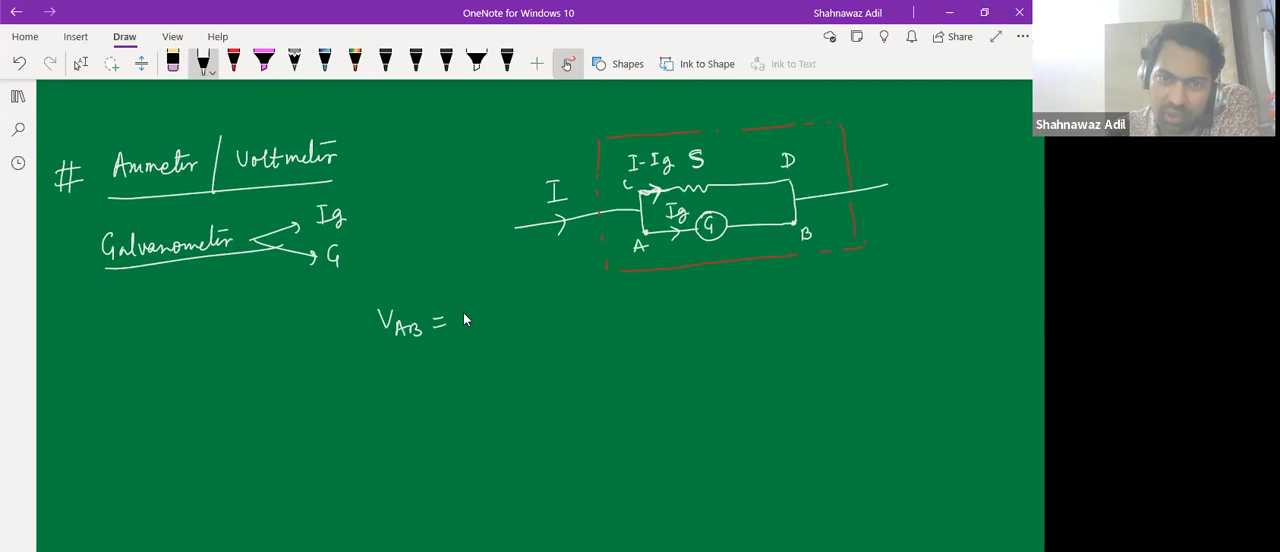 OneNote for Windows 10
Shahnawaz Adil
Home Insert Draw View Help
Share
Shapes Ink to Shape Ink to Text
Shahnawaz Adil
# Ammeter / Voltmeter
Galvanometer
Ig
G
I
I-Ig S D
C
Ig
G
A
B
VAB =